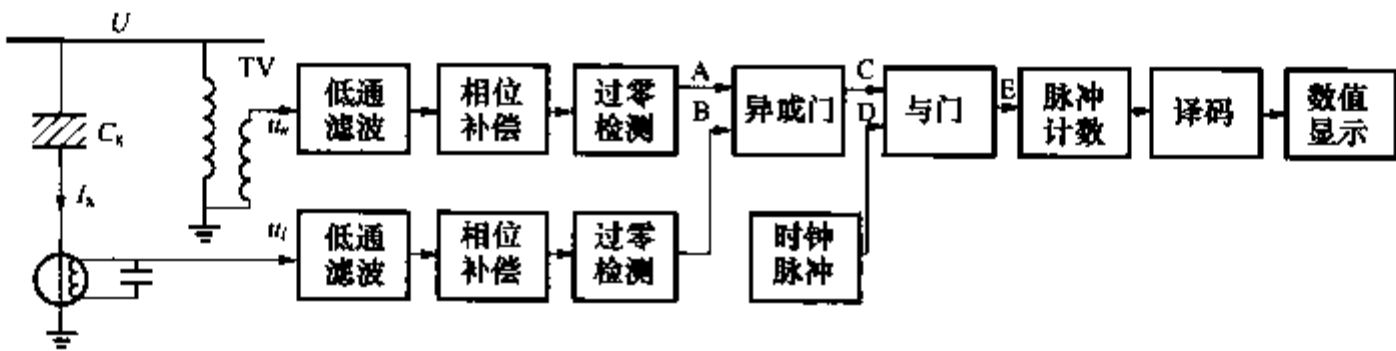 U
TV
低通
滤波
相位
补偿
过零
检测
A
B
异或门
C
D
与门
E
脉冲
计数
译码
数值
显示
Cx
Ix
低通
滤波
相位
补偿
过零
检测
时钟
脉冲